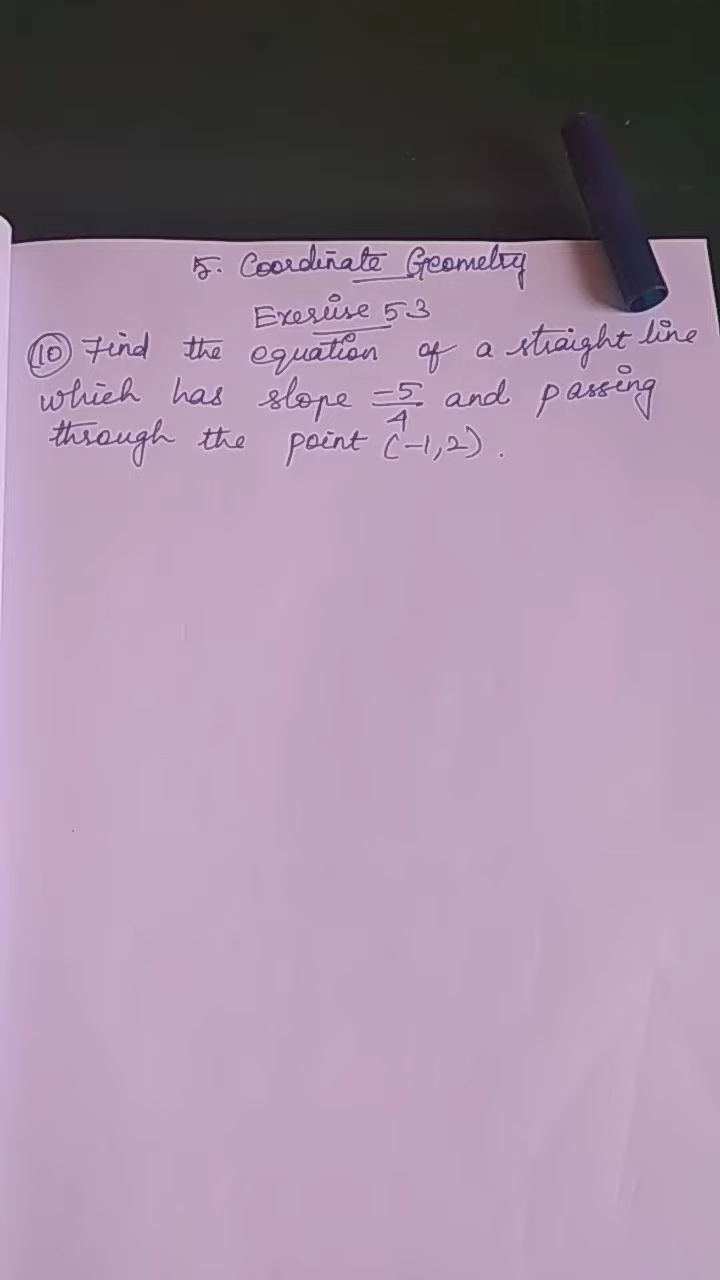 5. Coordinate Geometry
Exercise 5.3
(10) Find the equation of a straight line
which has slope -5/4 and passing
through the point (-1,2).